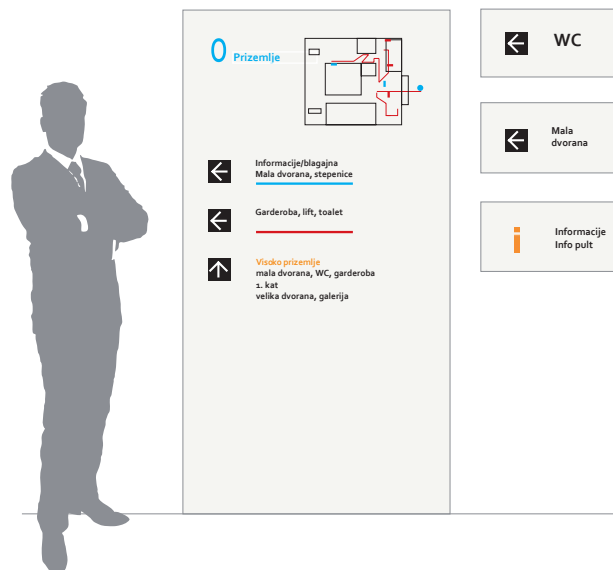 0 Prizemlje
Informacije/blagajna
Mala dvorana, stepenice
Garderoba, lift, toalet
Visoko prizemlje
mala dvorana, WC, garderoba
1. kat
velika dvorana, galerija
WC
Mala
dvorana
i
Informacije
Info pult